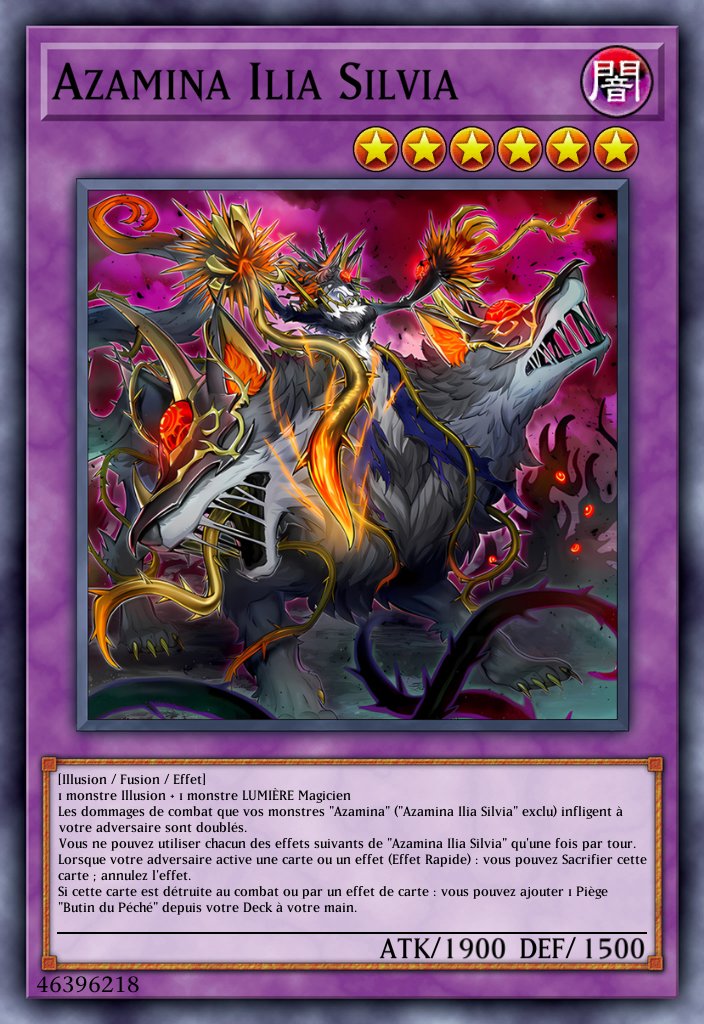 Azamina Ilia Silvia
闇
[Illusion / Fusion / Effet]
1 monstre Illusion + 1 monstre LUMIÈRE Magicien
Les dommages de combat que vos monstres "Azamina" ("Azamina Ilia Silvia" exclu) infligent à
votre adversaire sont doublés.
Vous ne pouvez utiliser chacun des effets suivants de "Azamina Ilia Silvia" qu'une fois par tour.
Lorsque votre adversaire active une carte ou un effet (Effet Rapide) : vous pouvez Sacrifier cette
carte ; annulez l'effet.
Si cette carte est détruite au combat ou par un effet de carte : vous pouvez ajouter 1 Piège
"Butin du Péché" depuis votre Deck à votre main.
ATK/1900 DEF/1500
46396218